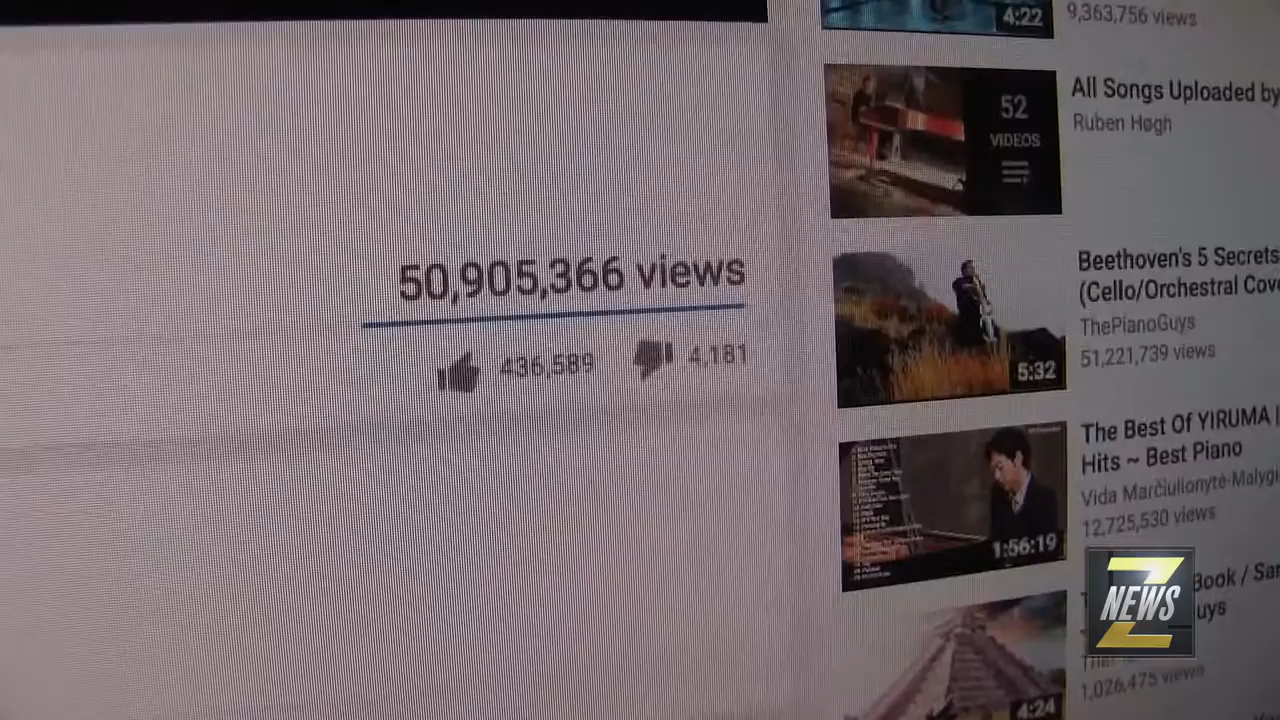 4:22
9,363,756 views
52
VIDEOS
All Songs Uploaded by
Ruben Høgh
50,905,366 views
436,589
4,181
5:32
Beethoven's 5 Secrets
(Cello/Orchestral Cov
ThePianoGuys
51,221,739 views
1:56:19
The Best Of YIRUMA |
Hits ~ Best Piano
Vida Marčiulionytė-Malygi
12,725,530 views
Book / Sa
uys
1,026,475 views
4:24
Z
NEWS